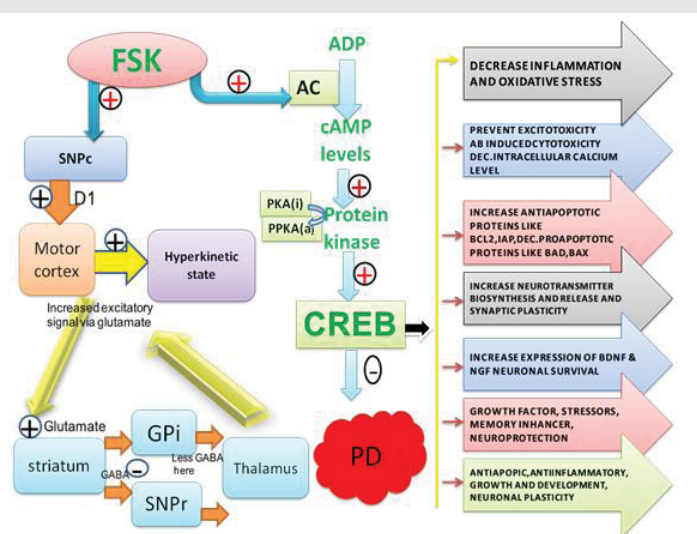 FSK
+
+
ADP
AC
cAMP
levels
SNPc
+
D1
+
PKA(i)
PPKA(a)
Protein
kinase
Motor
cortex
+
Hyperkinetic
state
+
Increased excitatory
signal via glutamate
CREB
-
+
Glutamate
striatum
GPi
GABA
-
Less GABA
here
Thalamus
SNPr
PD
DECREASE INFLAMMATION
AND OXIDATIVE STRESS
PREVENT EXCITOTOXICITY
AB INDUCEDCYTOTOXICITY
DEC.INTRACELLULAR CALCIUM
LEVEL
INCREASE ANTIAPOPTOTIC
PROTEINS LIKE
BCL2,IAP,DEC.PROAPOPTOTIC
PROTEINS LIKE BAD,BAX
INCREASE NEUROTRANSMITTER
BIOSYNTHESIS AND RELEASE AND
SYNAPTIC PLASTICITY
INCREASE EXPRESSION OF BDNF &
NGF NEURONAL SURVIVAL
GROWTH FACTOR, STRESSORS,
MEMORY INHANCER,
NEUROPROTECTION
ANTIAPOPIC,ANTIINFLAMMATORY,
GROWTH AND DEVELOPMENT,
NEURONAL PLASTICITY